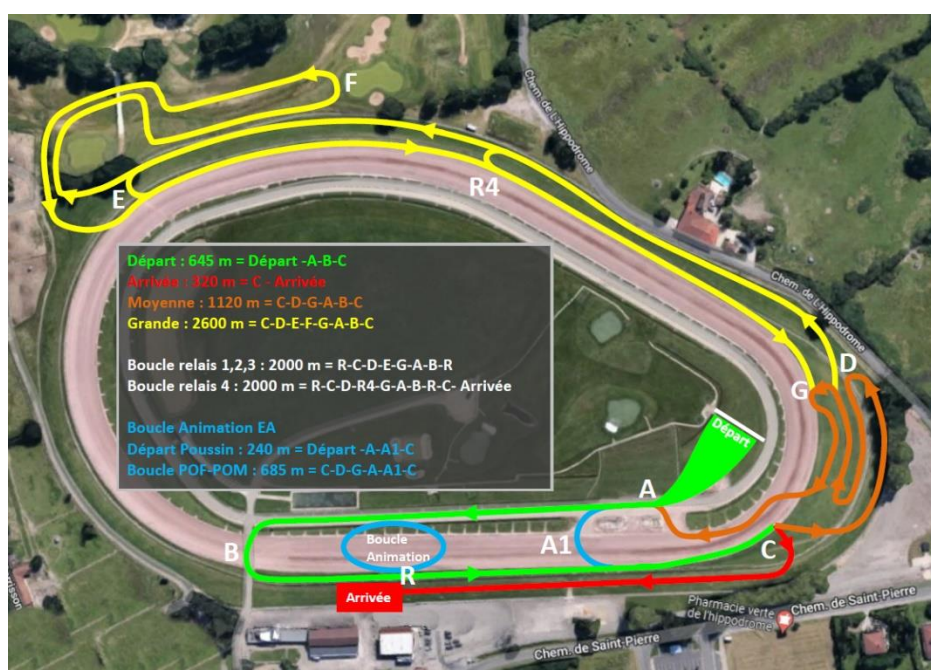 F
Chem. de L'Hippodrome
E
R4
Départ : 645 m = Départ -A-B-C
Arrivée : 320 m = C - Arrivée
Moyenne : 1120 m = C-D-G-A-B-C
Grande : 2600 m = C-D-E-F-G-A-B-C
Boucle relais 1,2,3 : 2000 m = R-C-D-E-G-A-B-R
Boucle relais 4 : 2000 m = R-C-D-R4-G-A-B-R-C- Arrivée
Boucle Animation EA
Départ Poussin : 240 m = Départ -A-A1-C
Boucle POF-POM : 685 m = C-D-G-A-A1-C
Chem. de L'Hippodrome
G
D
Départ
A
B
Boucle
Animation
A1
C
R
Arrivée
Pharmacie verte
de l'hippodrome
Chem. de Saint-Pierre
Chem. de Saint-Pierre